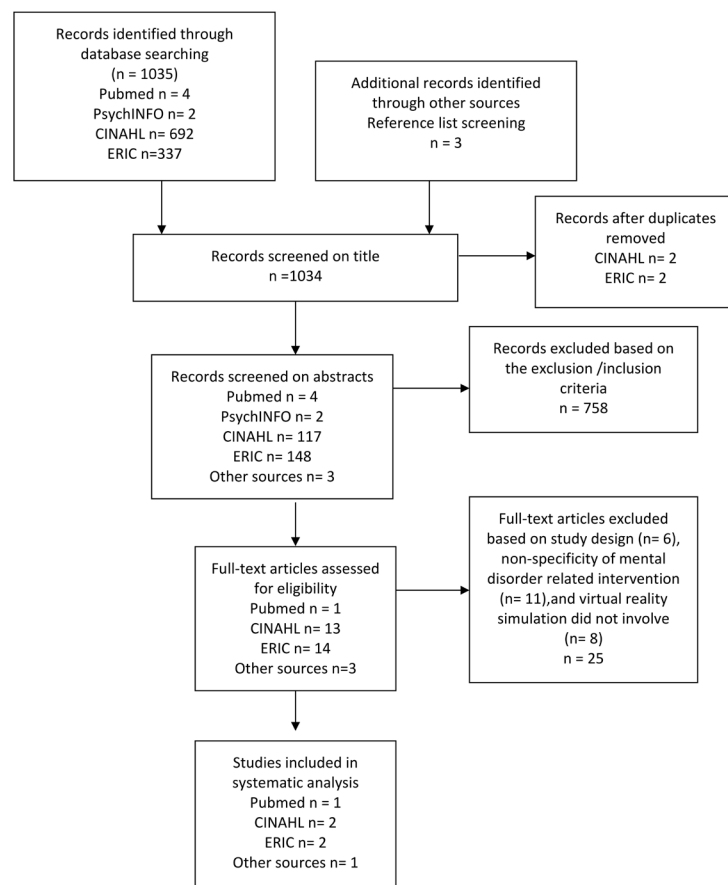 Records identified through
database searching
(n = 1035)
Pubmed n = 4
PsychINFO n = 2
CINAHL n= 692
ERIC n=337
Additional records identified
through other sources
Reference list screening
n = 3
Records after duplicates
removed
CINAHL n= 2
ERIC n= 2
Records screened on title
n =1034
Records excluded based on
the exclusion /inclusion
criteria
n = 758
Records screened on abstracts
Pubmed n = 4
PsychINFO n = 2
CINAHL n= 117
ERIC n= 148
Other sources n= 3
Full-text articles excluded
based on study design (n= 6),
non-specificity of mental
disorder related intervention
(n= 11),and virtual reality
simulation did not involve
(n= 8)
n = 25
Full-text articles assessed
for eligibility
Pubmed n = 1
CINAHL n= 13
ERIC n= 14
Other sources n=3
Studies included in
systematic analysis
Pubmed n = 1
CINAHL n= 2
ERIC n= 2
Other sources n= 1